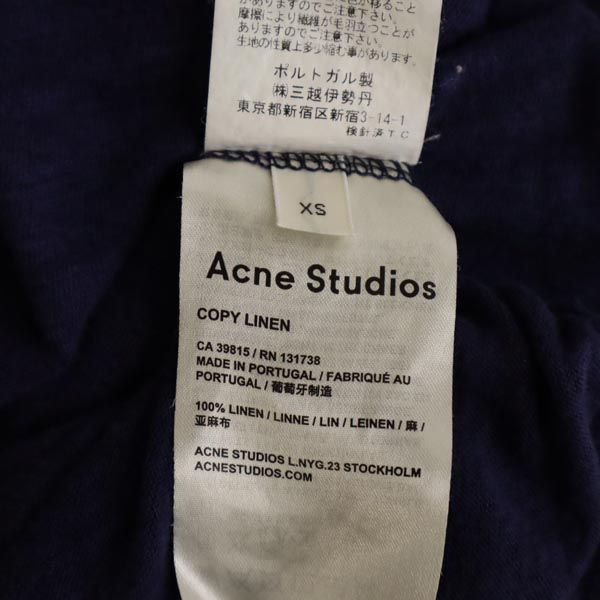 がありますのでご注意下さい。
摩擦により繊維が毛羽立つことが
ありますのでご注意下さい。
生地の性質上多少縮む事があります。
ポルトガル製
㈱三越伊勢丹
東京都新宿区新宿3-14-1
検針済TC
XS
Acne Studios
COPY LINEN
CA 39815 / RN 131738
MADE IN PORTUGAL / FABRIQUÉ AU
PORTUGAL / 葡萄牙制造
100% LINEN / LINNE / LIN / LEINEN / 麻 /
亚麻布
ACNE STUDIOS L.NYG.23 STOCKHOLM
ACNESTUDIOS.COM